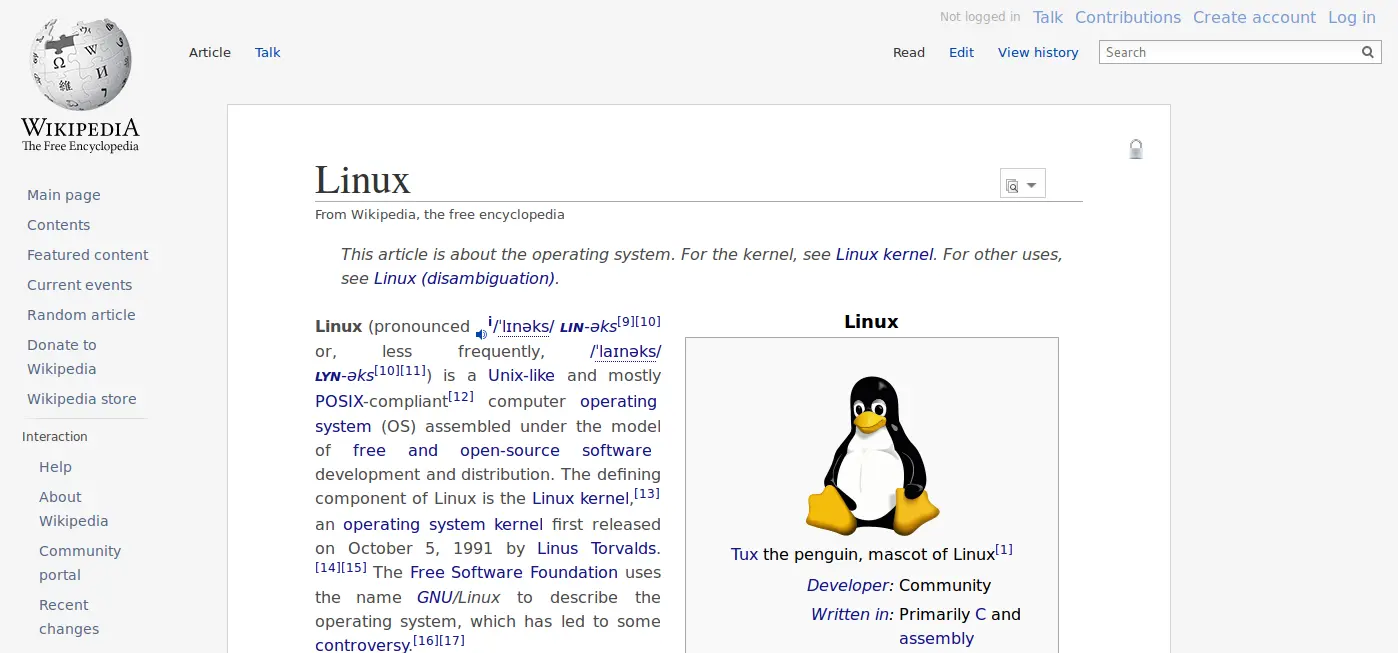 Not logged in Talk Contributions Create account Log in
Article Talk Read Edit View history Search
WIKIPEDIA
The Free Encyclopedia
Main page
Contents
Featured content
Current events
Random article
Donate to
Wikipedia
Wikipedia store
Interaction
Help
About
Wikipedia
Community
portal
Recent
changes
Linux
From Wikipedia, the free encyclopedia
This article is about the operating system. For the kernel, see Linux kernel. For other uses,
see Linux (disambiguation).
Linux (pronounced i/ˈlɪnəks/ LIN-əks[9][10]
or, less frequently, /ˈlaɪnəks/
LYN-əks[10][11]) is a Unix-like and mostly
POSIX-compliant[12] computer operating
system (OS) assembled under the model
of free and open-source software
development and distribution. The defining
component of Linux is the Linux kernel,[13]
an operating system kernel first released
on October 5, 1991 by Linus Torvalds.
[14][15] The Free Software Foundation uses
the name GNU/Linux to describe the
operating system, which has led to some
controversy.[16][17]
Linux
Tux the penguin, mascot of Linux[1]
Developer: Community
Written in: Primarily C and
assembly